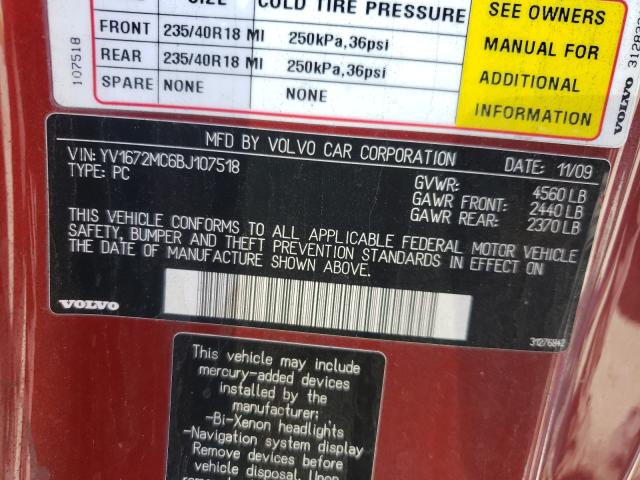 SIZE COLD TIRE PRESSURE
FRONT 235/40R18 MI 250kPa,36psi
REAR 235/40R18 MI 250kPa,36psi
SPARE NONE NONE
SEE OWNERS
MANUAL FOR
ADDITIONAL
INFORMATION
107518
VOLVO
MFD BY VOLVO CAR CORPORATION
VIN: YV1672MC6BJ107518
DATE: 11/09
TYPE: PC
GVWR: 4560 LB
GAWR FRONT: 2440 LB
GAWR REAR: 2370 LB
THIS VEHICLE CONFORMS TO ALL APPLICABLE FEDERAL MOTOR VEHICLE
SAFETY, BUMPER AND THEFT PREVENTION STANDARDS IN EFFECT ON
THE DATE OF MANUFACTURE SHOWN ABOVE.
VOLVO
31276842
This vehicle may include
mercury-added devices
installed by the
manufacturer:
-Bi-Xenon headlights
-Navigation system display
Remove devices before
vehicle disposal. Upon